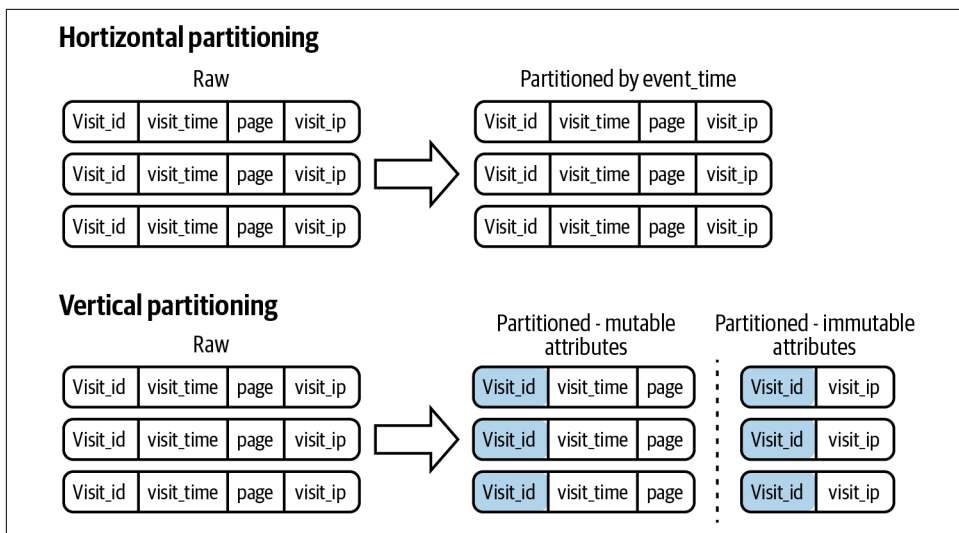 Hortizontal partitioning
Raw
Partitioned by event_time
Visit_id visit_time page visit_ip
Visit_id visit_time page visit_ip
Visit_id visit_time page visit_ip
Visit_id visit_time page visit_ip
Visit_id visit_time page visit_ip
Visit_id visit_time page visit_ip
Vertical partitioning
Raw
Partitioned - mutable
attributes
Partitioned - immutable
attributes
Visit_id visit_time page visit_ip
Visit_id visit_time page
Visit_id visit_ip
Visit_id visit_time page visit_ip
Visit_id visit_time page
Visit_id visit_ip
Visit_id visit_time page visit_ip
Visit_id visit_time page
Visit_id visit_ip